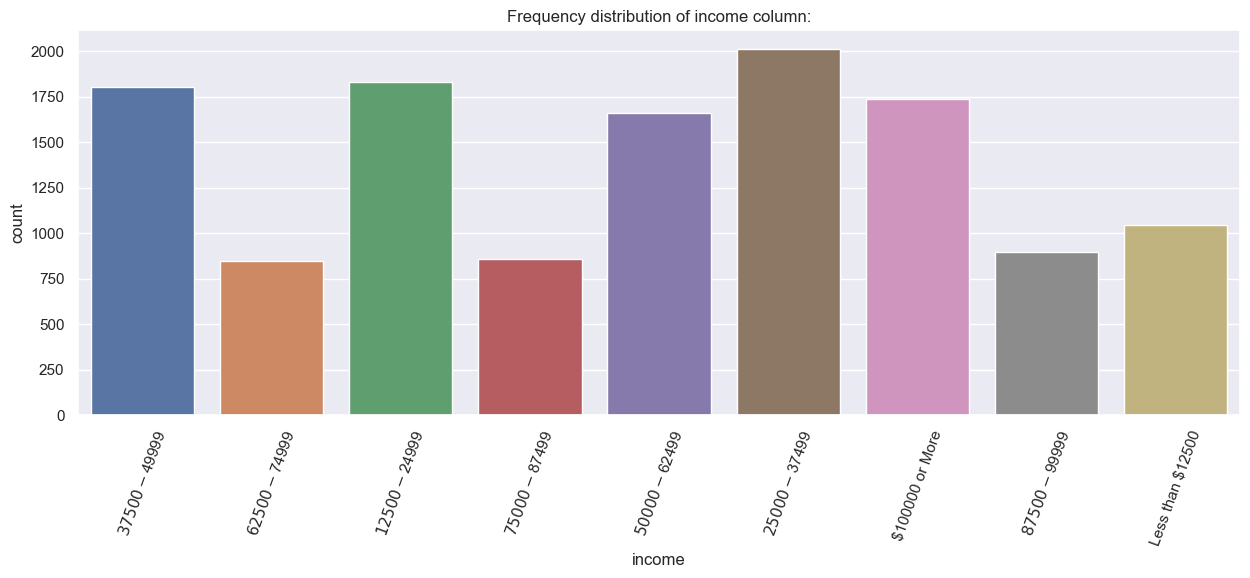 Frequency distribution of income column:
2000
1750
1500
1250
1000
750
500
250
0
count
37500 − 49999
62500 − 74999
12500 − 24999
75000 − 87499
50000 − 62499
25000 − 37499
$100000 or More
87500 − 99999
Less than $12500
income